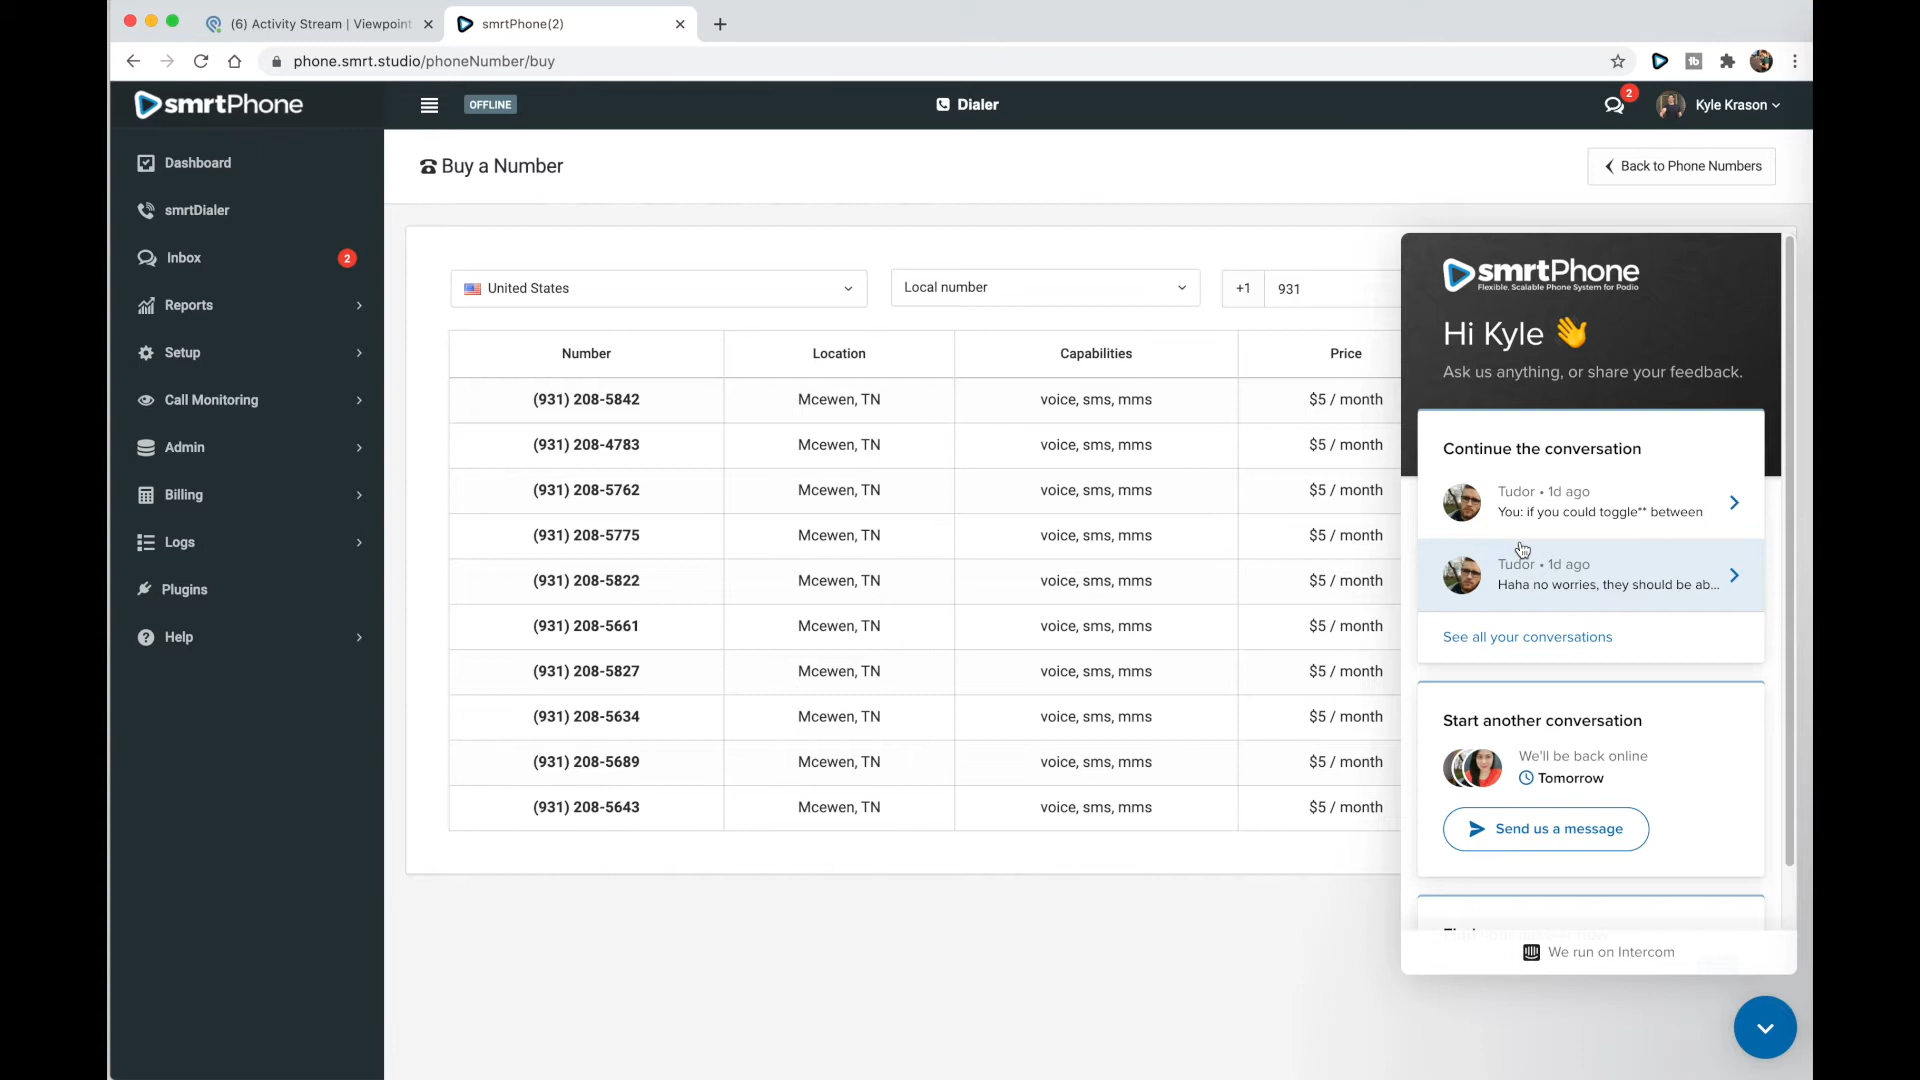 (6) Activity Stream | Viewpoint
smrtPhone(2)
phone.smrt.studio/phoneNumber/buy
smrtPhone
OFFLINE
Dialer
2
Kyle Krason
Dashboard
smrtDialer
Inbox
2
Reports
Setup
Call Monitoring
Admin
Billing
Logs
Plugins
Help
Buy a Number
Back to Phone Numbers
United States
Local number
+1
931
Number Location Capabilities Price
(931) 208-5842 Mcewen, TN voice, sms, mms $5 / month
(931) 208-4783 Mcewen, TN voice, sms, mms $5 / month
(931) 208-5762 Mcewen, TN voice, sms, mms $5 / month
(931) 208-5775 Mcewen, TN voice, sms, mms $5 / month
(931) 208-5822 Mcewen, TN voice, sms, mms $5 / month
(931) 208-5661 Mcewen, TN voice, sms, mms $5 / month
(931) 208-5827 Mcewen, TN voice, sms, mms $5 / month
(931) 208-5634 Mcewen, TN voice, sms, mms $5 / month
(931) 208-5689 Mcewen, TN voice, sms, mms $5 / month
(931) 208-5643 Mcewen, TN voice, sms, mms $5 / month
smrtPhone
Flexible, Scalable Phone System for Podio
Hi Kyle 👋
Ask us anything, or share your feedback.
Continue the conversation
Tudor • 1d ago
You: if you could toggle** between
Tudor • 1d ago
Haha no worries, they should be ab...
See all your conversations
Start another conversation
We'll be back online
Tomorrow
Send us a message
We run on Intercom